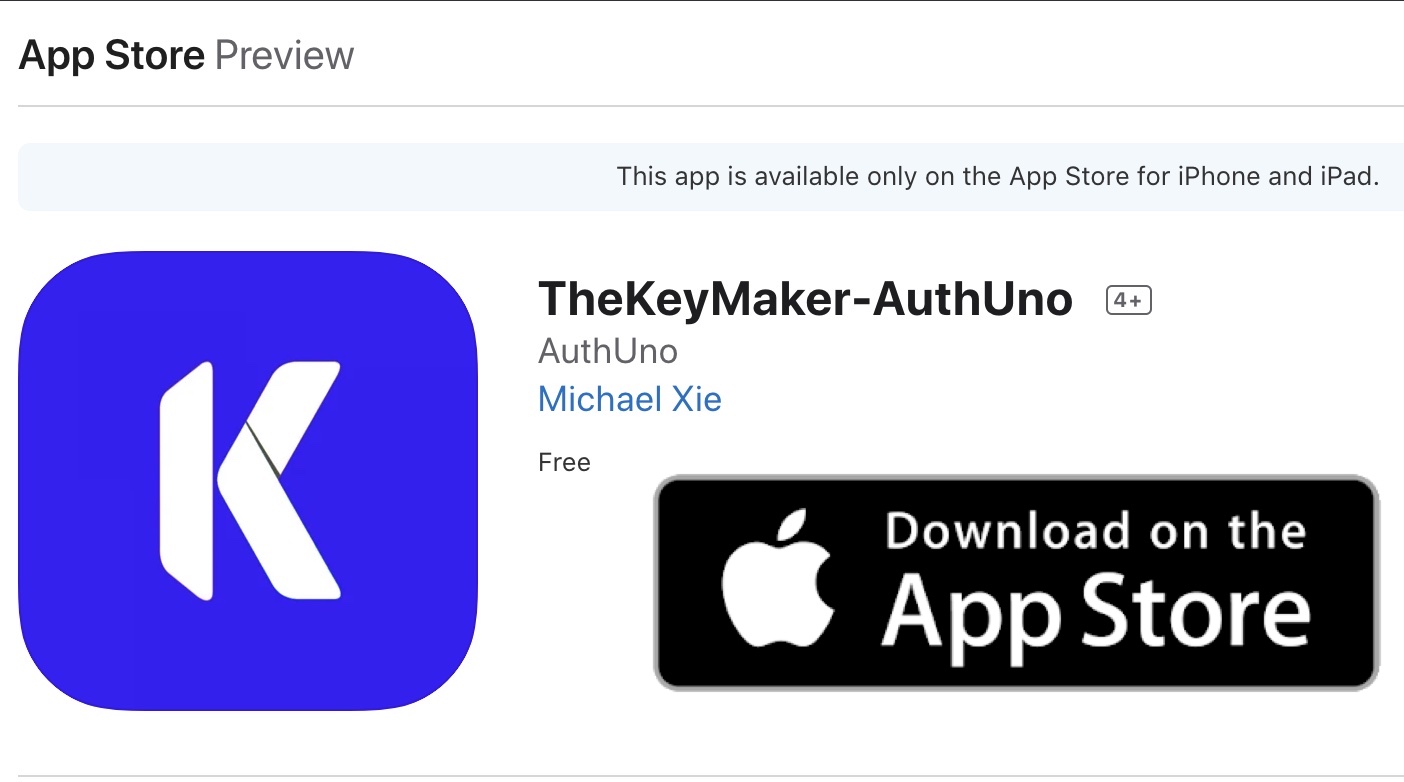 App Store Preview
This app is available only on the App Store for iPhone and iPad.
K
TheKeyMaker-AuthUno 4+
AuthUno
Michael Xie
Free
Download on the
App Store